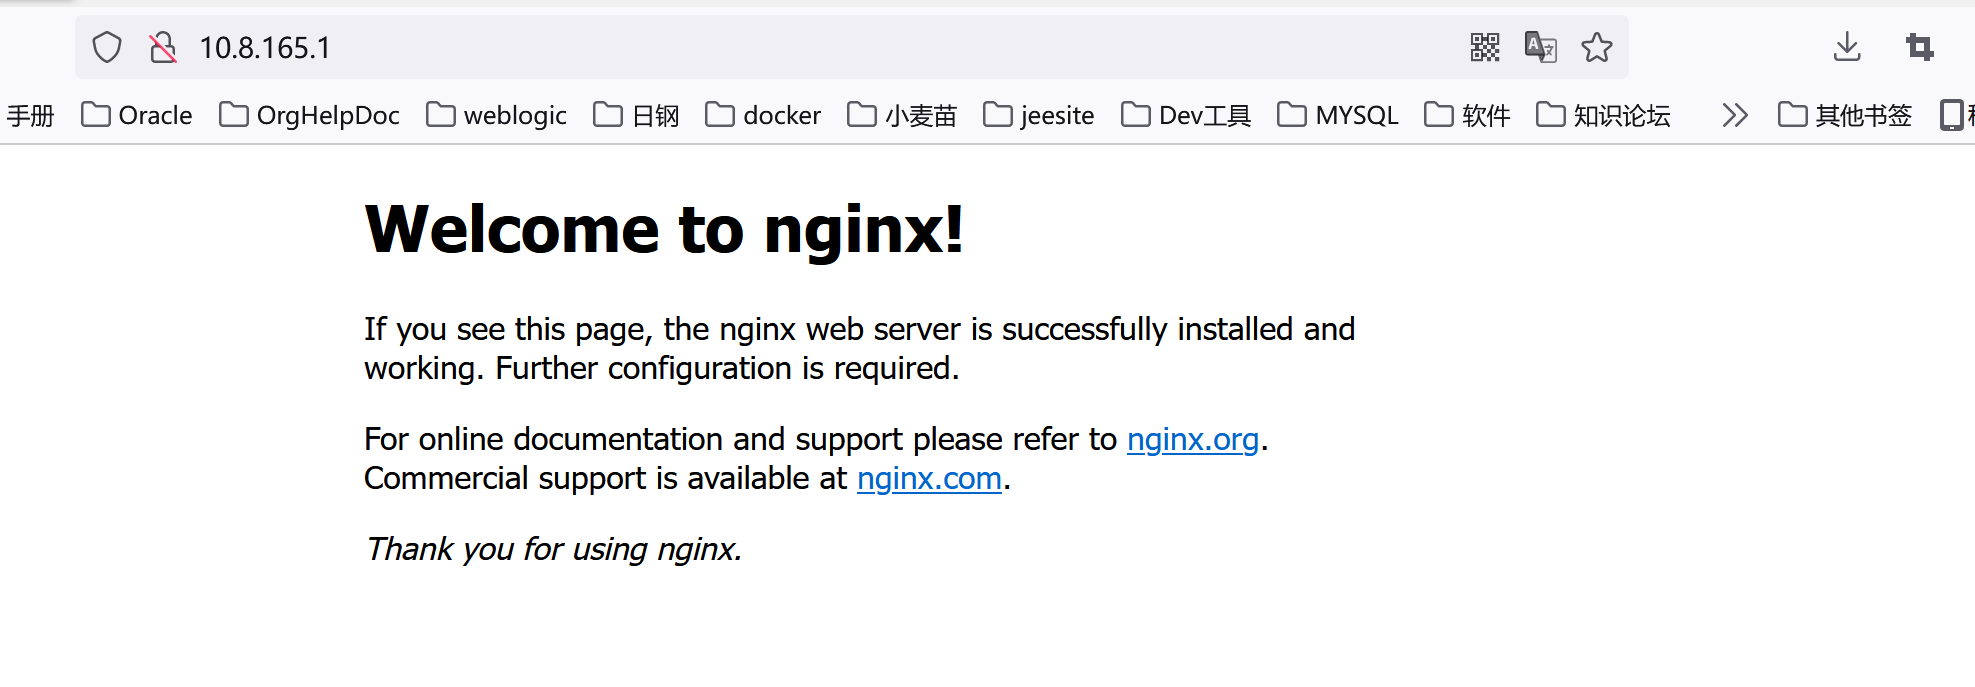 10.8.165.1
手册 Oracle OrgHelpDoc weblogic 日钢 docker 小麦苗 jeesite Dev工具 MYSQL 软件 知识论坛 其他书签
Welcome to nginx!
If you see this page, the nginx web server is successfully installed and
working. Further configuration is required.
For online documentation and support please refer to nginx.org.
Commercial support is available at nginx.com.
Thank you for using nginx.